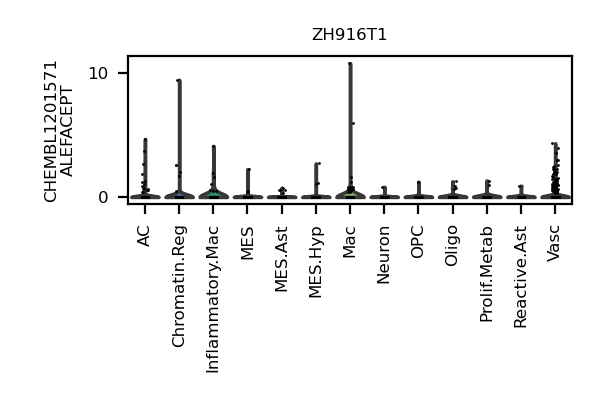 ZH916T1
CHEMBL1201571
ALEFACEPT
10
0
AC
Chromatin.Reg
Inflammatory.Mac
MES
MES.Ast
MES.Hyp
Mac
Neuron
OPC
Oligo
Prolif.Metab
Reactive.Ast
Vasc